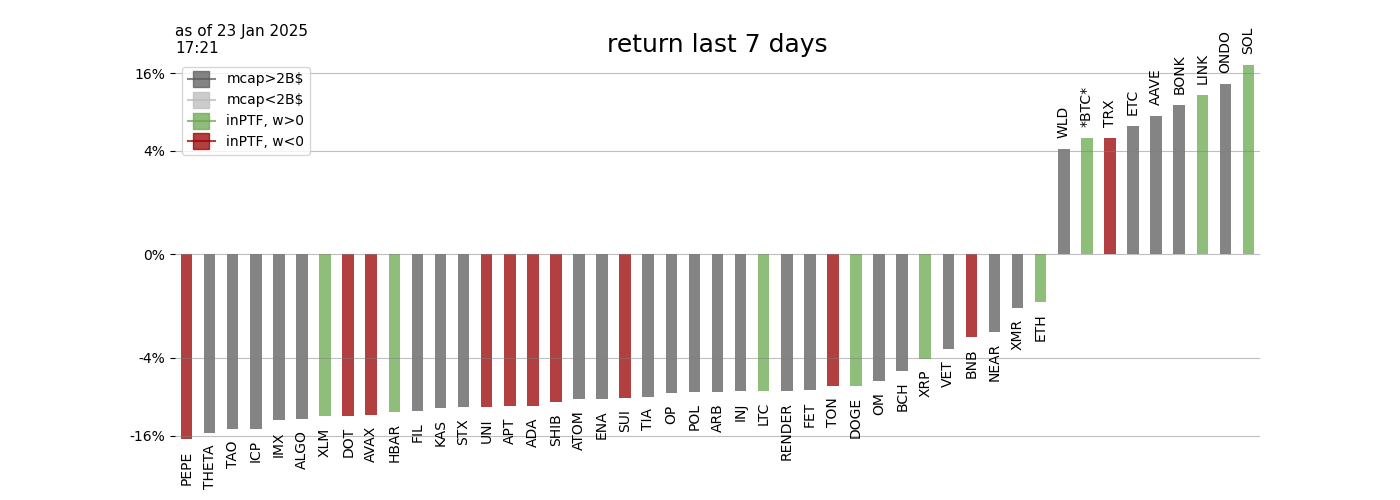 as of 23 Jan 2025
17:21
return last 7 days
mcap>2B$
mcap<2B$
inPTF, w>0
inPTF, w<0
16%
4%
0%
-4%
-16%
PEPE
THETA
TAO
ICP
IMX
ALGO
XLM
DOT
AVAX
HBAR
FIL
KAS
STX
UNI
APT
ADA
SHIB
ATOM
ENA
SUI
TIA
OP
POL
ARB
INJ
LTC
RENDER
FET
TON
DOGE
OM
BCH
XRP
VET
BNB
NEAR
XMR
ETH
WLD
*BTC*
TRX
ETC
AAVE
BONK
LINK
ONDO
SOL